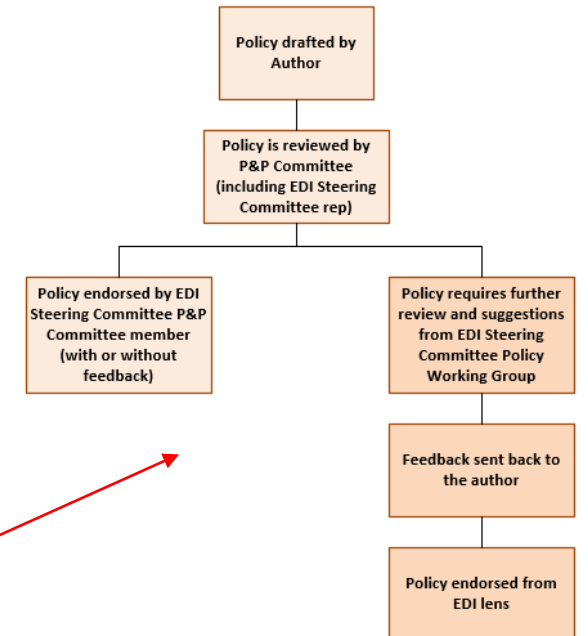 Policy drafted by
Author
Policy is reviewed by
P&P Committee
(including EDI Steering
Committee rep)
Policy endorsed by EDI
Steering Committee P&P
Committee member
(with or without
feedback)
Policy requires further
review and suggestions
from EDI Steering
Committee Policy
Working Group
Feedback sent back to
the author
Policy endorsed from
EDI lens